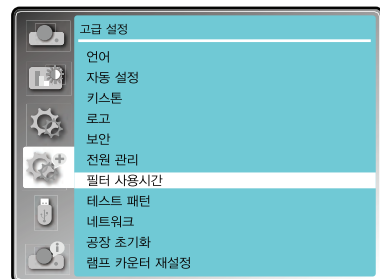 고급 설정
언어
자동 설정
키스톤
로고
보안
전원 관리
필터 사용시간
테스트 패턴
네트워크
공장 초기화
램프 카운터 재설정